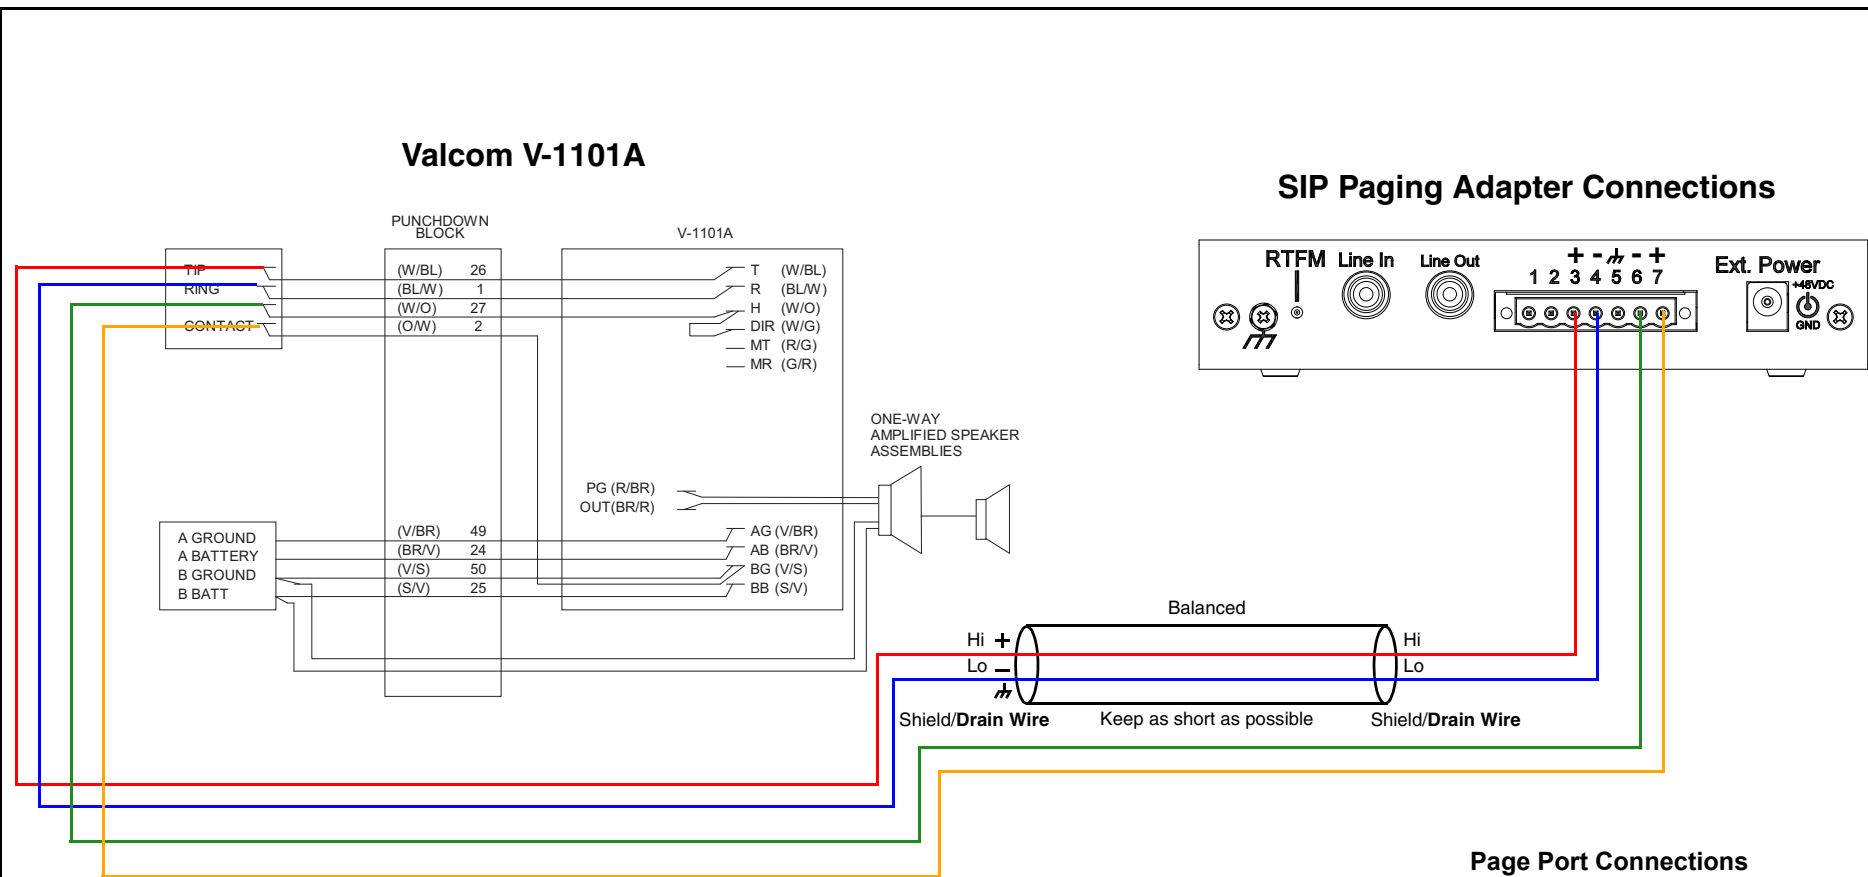 Valcom V-1101A
SIP Paging Adapter Connections
PUNCHDOWN
BLOCK
V-1101A
TIP
RING
CONTACT
(W/BL) 26
(BL/W) 1
(W/O) 27
(O/W) 2
T (W/BL)
R (BL/W)
H (W/O)
DIR (W/G)
MT (R/G)
MR (G/R)
RTFM
Line In
Line Out
+ - - +
1 2 3 4 5 6 7
Ext. Power
+48VDC
GND
ONE-WAY
AMPLIFIED SPEAKER
ASSEMBLIES
PG (R/BR)
OUT(BR/R)
A GROUND
A BATTERY
B GROUND
B BATT
(V/BR) 49
(BR/V) 24
(V/S) 50
(S/V) 25
AG (V/BR)
AB (BR/V)
BG (V/S)
BB (S/V)
Balanced
Hi +
Lo -
Hi
Lo
Shield/Drain Wire
Keep as short as possible
Shield/Drain Wire
Page Port Connections